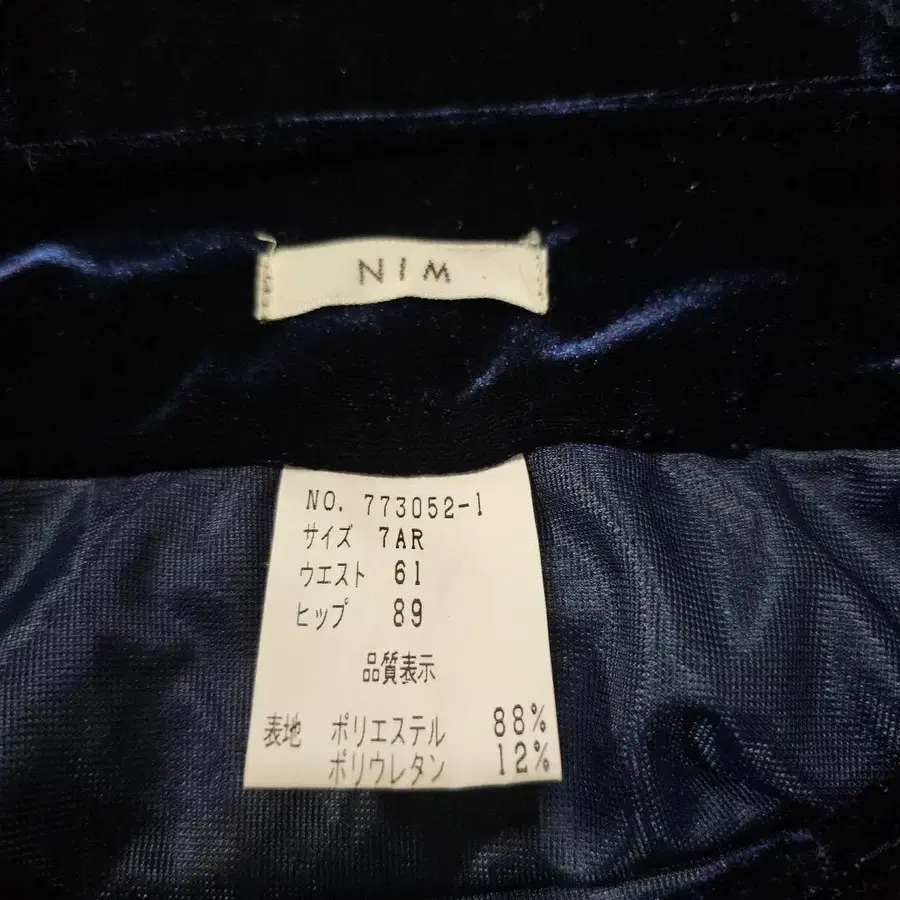 NIM
NO. 773052-1
サイズ 7AR
ウエスト 61
ヒップ 89
品質表示
表地 ポリエステル 88%
ポリウレタン 12%